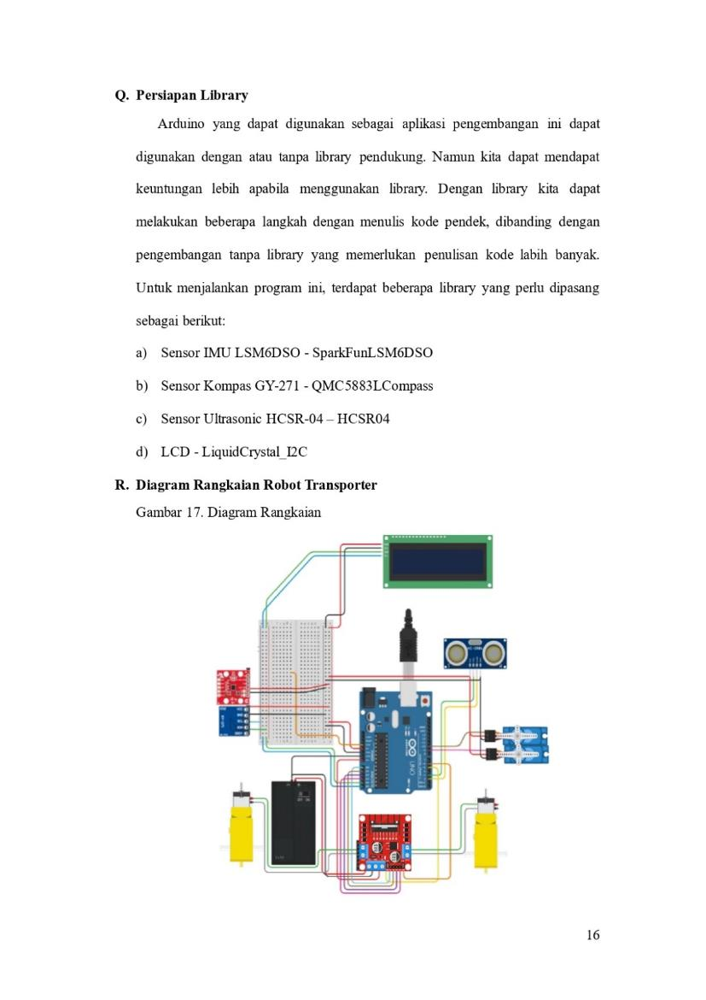 Q. Persiapan Library
Arduino yang dapat digunakan sebagai aplikasi pengembangan ini dapat
digunakan dengan atau tanpa library pendukung. Namun kita dapat mendapat
keuntungan lebih apabila menggunakan library. Dengan library kita dapat
melakukan beberapa langkah dengan menulis kode pendek, dibanding dengan
pengembangan tanpa library yang memerlukan penulisan kode labih banyak.
Untuk menjalankan program ini, terdapat beberapa library yang perlu dipasang
sebagai berikut:
a) Sensor IMU LSM6DSO - SparkFunLSM6DSO
b) Sensor Kompas GY-271 - QMC5883LCompass
c) Sensor Ultrasonic HCSR-04 – HCSR04
d) LCD - LiquidCrystal_I2C
R. Diagram Rangkaian Robot Transporter
Gambar 17. Diagram Rangkaian
UNO
16